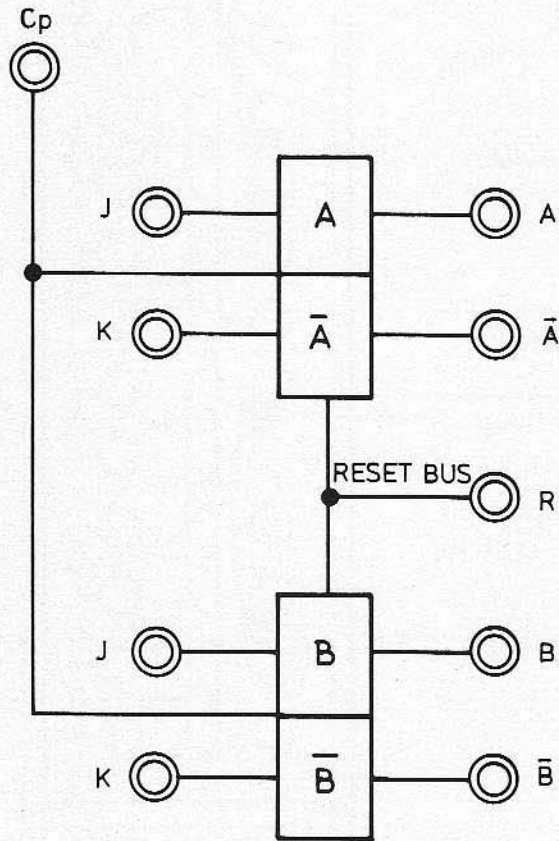 Cp
J A A
K Ā Ā
RESET BUS R
J B B
K B̄ B̄